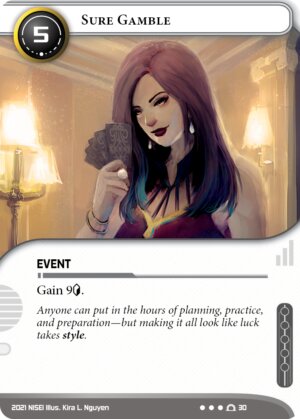 5
SURE GAMBLE
EVENT
Gain 9.
Anyone can put in the hours of planning, practice,
and preparation—but making it all look like luck
takes style.
2021 NISEI Illus. Kira L. Nguyen
30